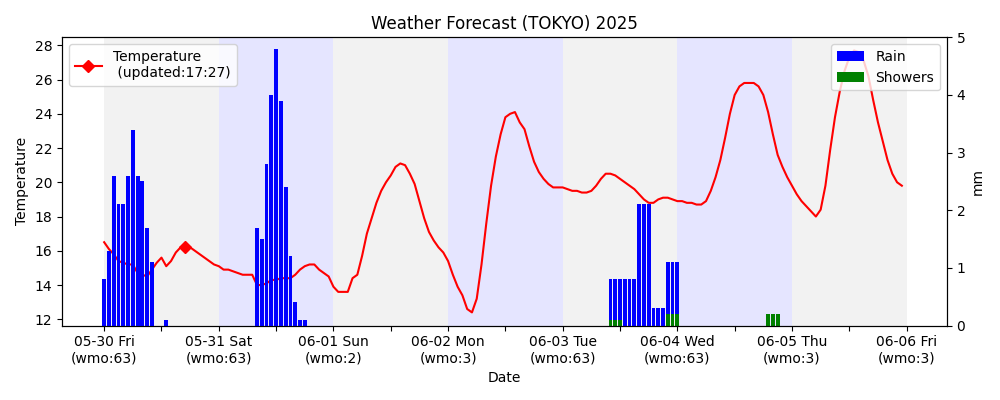 Weather Forecast (TOKYO) 2025
Temperature
(updated:17:27)
Rain
Showers
28
26
24
22
20
18
16
14
12
Temperature
5
4
3
2
1
0
mm
05-30 Fri
(wmo:63)
05-31 Sat
(wmo:63)
06-01 Sun
(wmo:2)
06-02 Mon
(wmo:3)
06-03 Tue
(wmo:63)
06-04 Wed
(wmo:63)
06-05 Thu
(wmo:3)
06-06 Fri
(wmo:3)
Date